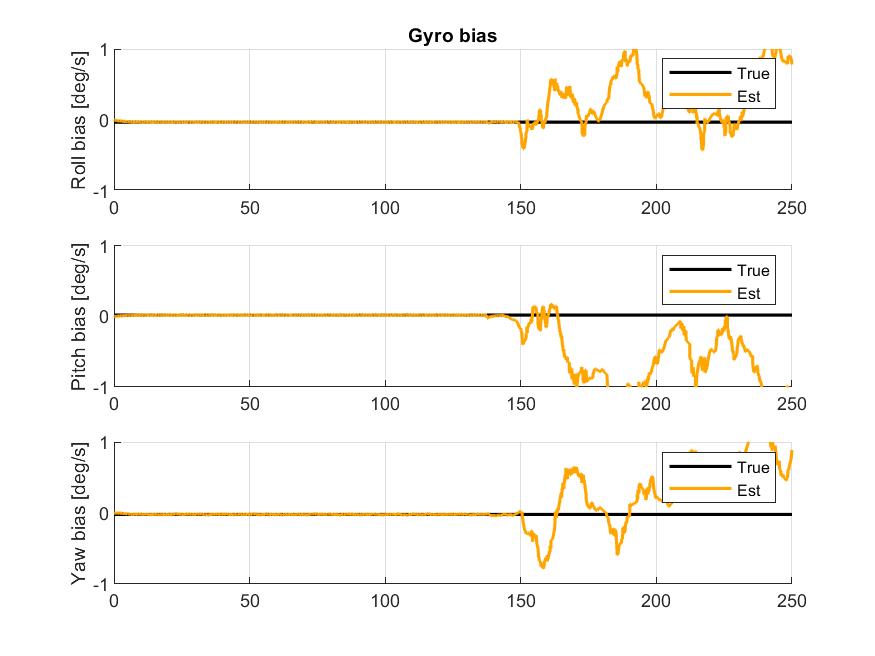 Gyro bias
Roll bias [deg/s]
1
0
-1
True
Est
0 50 100 150 200 250
Pitch bias [deg/s]
1
0
-1
True
Est
0 50 100 150 200 250
Yaw bias [deg/s]
1
0
-1
True
Est
0 50 100 150 200 250